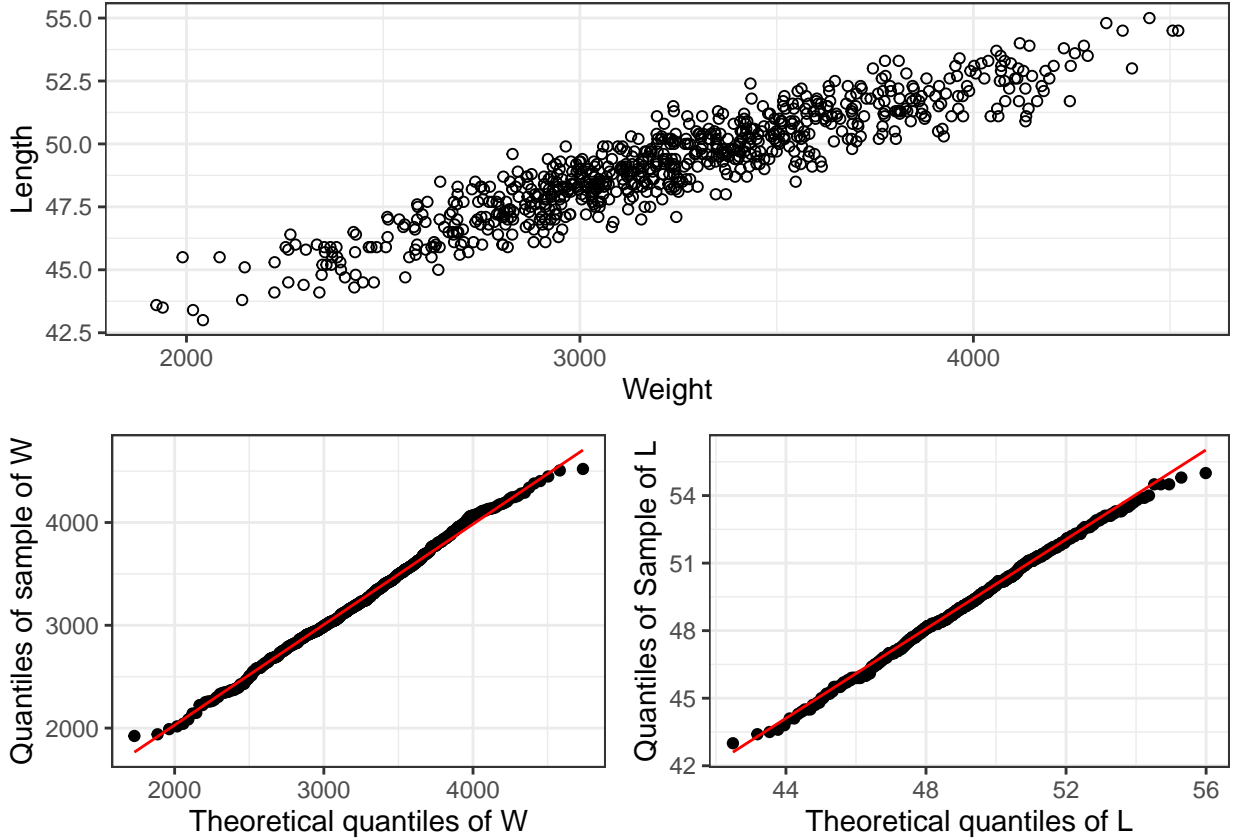 55.0
52.5
50.0
47.5
45.0
42.5
Length
2000 3000 4000
Weight
4000
3000
2000
Quantiles of sample of W
2000 3000 4000
Theoretical quantiles of W
54
51
48
45
42
Quantiles of Sample of L
44 48 52 56
Theoretical quantiles of L